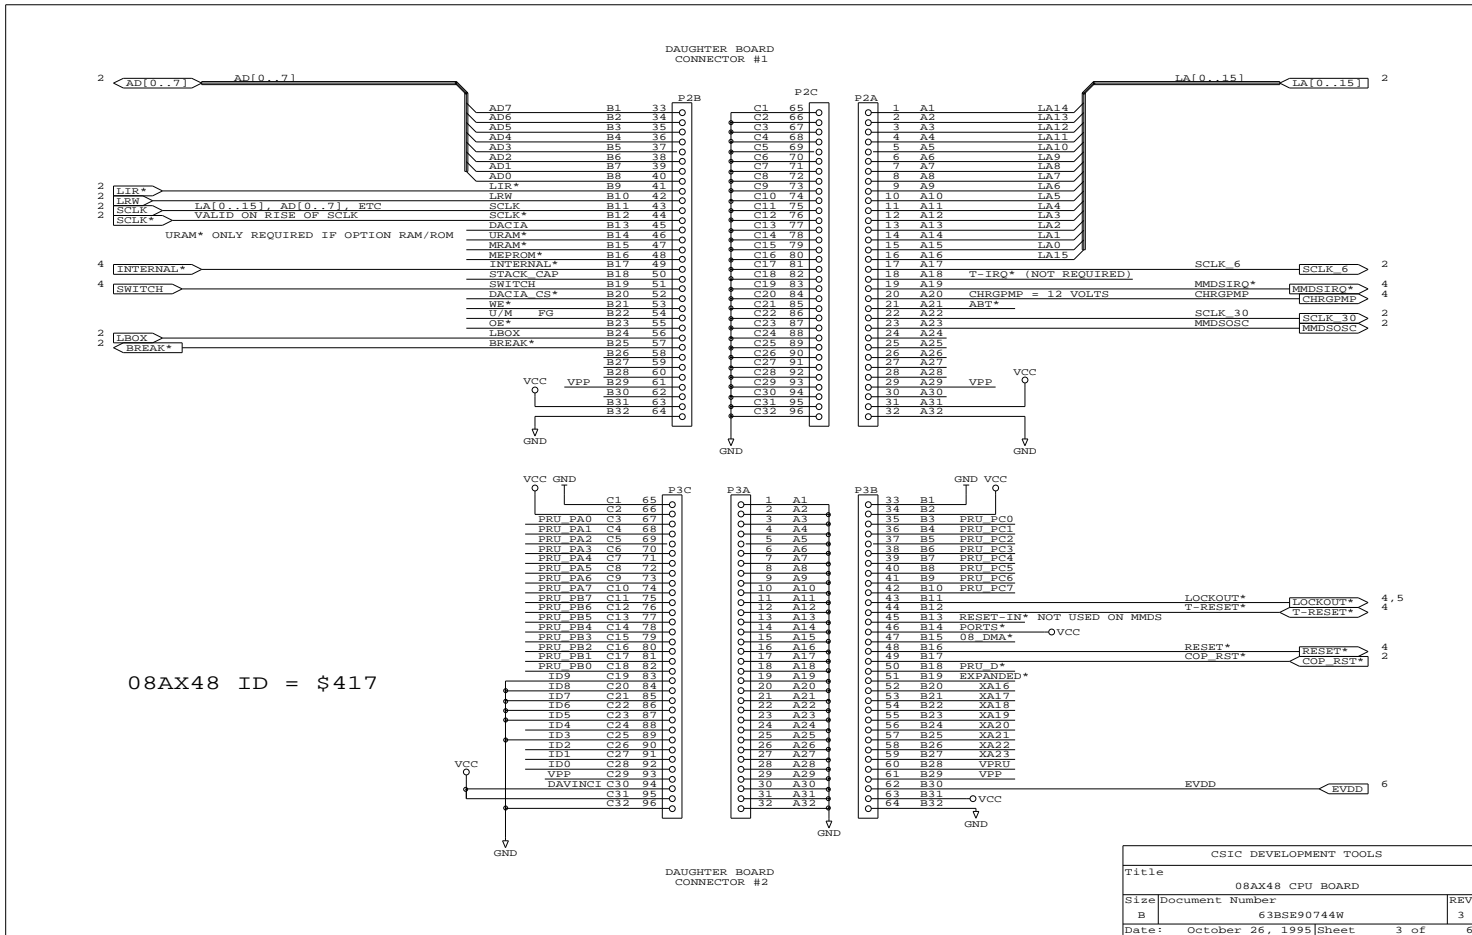 DAUGHTER BOARD
CONNECTOR #1
2 AD[0..7] AD[0..7] LA[0..15] LA[0..15] 2
P2B P2C P2A
AD7 B1 33 C1 65 1 A1 LA14
AD6 B2 34 C2 66 2 A2 LA13
AD5 B3 35 C3 67 3 A3 LA12
AD4 B4 36 C4 68 4 A4 LA11
AD3 B5 37 C5 69 5 A5 LA10
AD2 B6 38 C6 70 6 A6 LA9
AD1 B7 39 C7 71 7 A7 LA8
AD0 B8 40 C8 72 8 A8 LA7
2 LIR* LIR* B9 41 C9 73 9 A9 LA6
2 LRW LRW B10 42 C10 74 10 A10 LA5
2 SCLK LA[0..15], AD[0..7], ETC SCLK B11 43 C11 75 11 A11 LA4
2 SCLK* VALID ON RISE OF SCLK SCLK* B12 44 C12 76 12 A12 LA3
DACIA B13 45 C13 77 13 A13 LA2
URAM* ONLY REQUIRED IF OPTION RAM/ROM URAM* B14 46 C14 78 14 A14 LA1
MRAM* B15 47 C15 79 15 A15 LA0
MEPROM* B16 48 C16 80 16 A16 LA15
4 INTERNAL* INTERNAL* B17 49 C17 81 17 A17 SCLK_6 SCLK_6 2
STACK_CAP B18 50 C18 82 18 A18 T-IRQ* (NOT REQUIRED)
4 SWITCH SWITCH B19 51 C19 83 19 A19 MMDSIRQ* MMDSIRQ* 4
DACIA_CS* B20 52 C20 84 20 A20 CHRGPMP = 12 VOLTS CHRGPMP CHRGPMP 4
WE* B21 53 C21 85 21 A21 ABT*
U/M FG B22 54 C22 86 22 A22 SCLK_30 SCLK_30 2
OE* B23 55 C23 87 23 A23 MMDSOSC MMDSOSC 2
2 LBOX LBOX B24 56 C24 88 24 A24
2 BREAK* BREAK* B25 57 C25 89 25 A25
B26 58 C26 90 26 A26
B27 59 C27 91 27 A27
B28 60 C28 92 28 A28
VCC VPP B29 61 C29 93 29 A29 VPP VCC
B30 62 C30 94 30 A30
B31 63 C31 95 31 A31
B32 64 C32 96 32 A32
GND GND GND
VCC GND P3C P3A P3B GND VCC
C1 65 1 A1 33 B1
C2 66 2 A2 34 B2
PRU_PA0 C3 67 3 A3 35 B3 PRU_PC0
PRU_PA1 C4 68 4 A4 36 B4 PRU_PC1
PRU_PA2 C5 69 5 A5 37 B5 PRU_PC2
PRU_PA3 C6 70 6 A6 38 B6 PRU_PC3
PRU_PA4 C7 71 7 A7 39 B7 PRU_PC4
PRU_PA5 C8 72 8 A8 40 B8 PRU_PC5
PRU_PA6 C9 73 9 A9 41 B9 PRU_PC6
PRU_PA7 C10 74 10 A10 42 B10 PRU_PC7
PRU_PB7 C11 75 11 A11 43 B11 LOCKOUT* LOCKOUT* 4,5
PRU_PB6 C12 76 12 A12 44 B12 T-RESET* T-RESET* 4
PRU_PB5 C13 77 13 A13 45 B13 RESET-IN* NOT USED ON MMDS
PRU_PB4 C14 78 14 A14 46 B14 PORTS* VCC
PRU_PB3 C15 79 15 A15 47 B15 08_DMA*
PRU_PB2 C16 80 16 A16 48 B16 RESET* RESET* 4
PRU_PB1 C17 81 17 A17 49 B17 COP_RST* COP_RST* 2
PRU_PB0 C18 82 18 A18 50 B18 PRU_D*
ID9 C19 83 19 A19 51 B19 EXPANDED*
08AX48 ID = $417
ID8 C20 84 20 A20 52 B20 XA16
ID7 C21 85 21 A21 53 B21 XA17
ID6 C22 86 22 A22 54 B22 XA18
ID5 C23 87 23 A23 55 B23 XA19
ID4 C24 88 24 A24 56 B24 XA20
ID3 C25 89 25 A25 57 B25 XA21
ID2 C26 90 26 A26 58 B26 XA22
ID1 C27 91 27 A27 59 B27 XA23
VCC ID0 C28 92 28 A28 60 B28 VPRU
VPP C29 93 29 A29 61 B29 VPP
DAVINCI C30 94 30 A30 62 B30 EVDD EVDD 6
C31 95 31 A31 63 B31 VCC
C32 96 32 A32 64 B32
GND GND GND
DAUGHTER BOARD
CONNECTOR #2
CSIC DEVELOPMENT TOOLS
Title
08AX48 CPU BOARD
Size Document Number REV
B 63BSE90744W 3
Date: October 26, 1995 Sheet 3 of 6